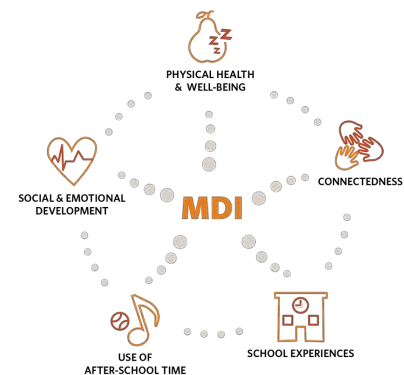 Z
Z
Z
PHYSICAL HEALTH
& WELL-BEING
CONNECTEDNESS
SOCIAL & EMOTIONAL
DEVELOPMENT
MDI
USE OF
AFTER-SCHOOL TIME
SCHOOL EXPERIENCES